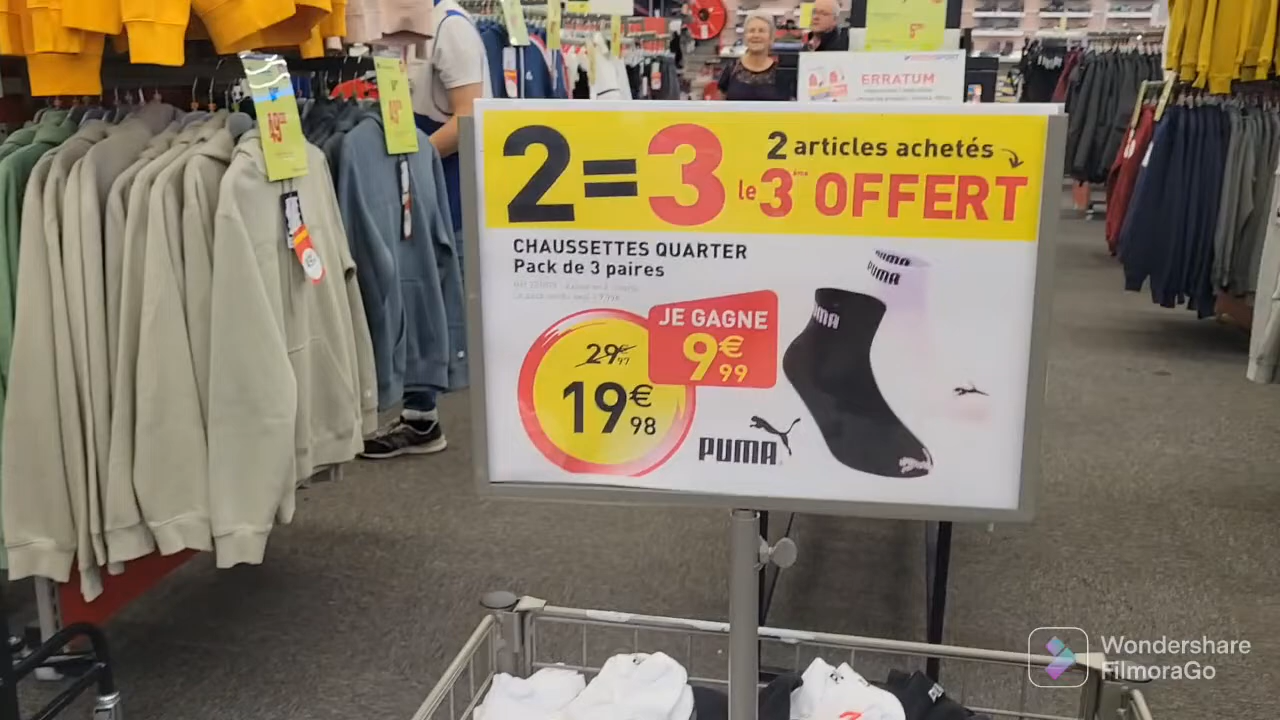 ERRATUM
2=3
2 articles achetés
le 3ème OFFERT
CHAUSSETTES QUARTER
Pack de 3 paires
JE GAGNE
9€99
29€97
19€98
PUMA
PUMA
PUMA
Wondershare
FilmoraGo